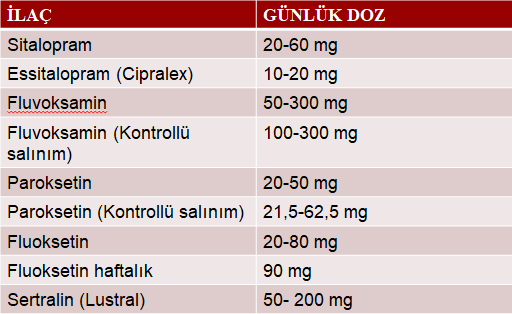 İLAÇ GÜNLÜK DOZ
Sitalopram 20-60 mg
Essitalopram (Cipralex) 10-20 mg
Fluvoksamin 50-300 mg
Fluvoksamin (Kontrollü 100-300 mg
salınım)
Paroksetin 20-50 mg
Paroksetin (Kontrollü salınım) 21,5-62,5 mg
Fluoksetin 20-80 mg
Fluoksetin haftalık 90 mg
Sertralin (Lustral) 50- 200 mg